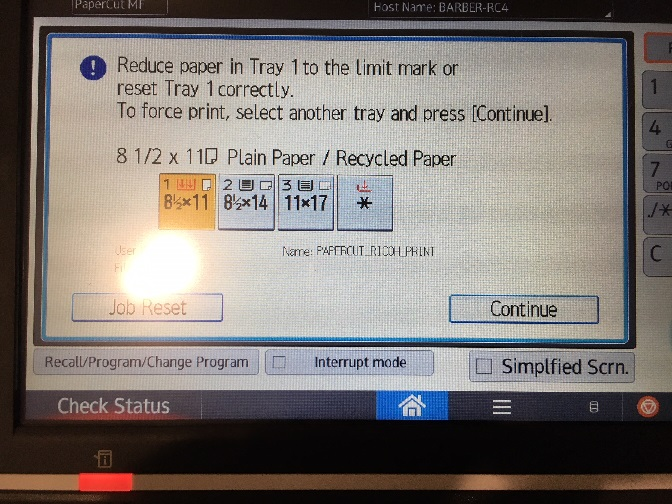 PaperCut MF
Host Name: BARBER-RC4
Reduce paper in Tray 1 to the limit mark or
reset Tray 1 correctly.
To force print, select another tray and press [Continue].
8 1/2 x 11 Plain Paper / Recycled Paper
1 2 3
8½×11 8½×14 11×17 *
User
Name: PAPERCUT_RICOH_PRINT
Job Reset Continue
Recall/Program/Change Program Interrupt mode Simplfied Scrn.
Check Status
1
4
7
./*
C